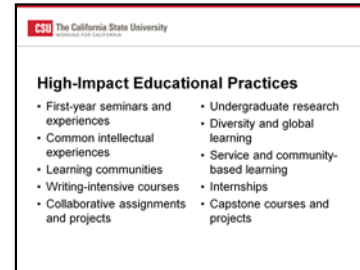 CSU The California State University
WORKING FOR CALIFORNIA
High-Impact Educational Practices
• First-year seminars and
experiences
• Common intellectual
experiences
• Learning communities
• Writing-intensive courses
• Collaborative assignments
and projects
• Undergraduate research
• Diversity and global
learning
• Service and community-
based learning
• Internships
• Capstone courses and
projects